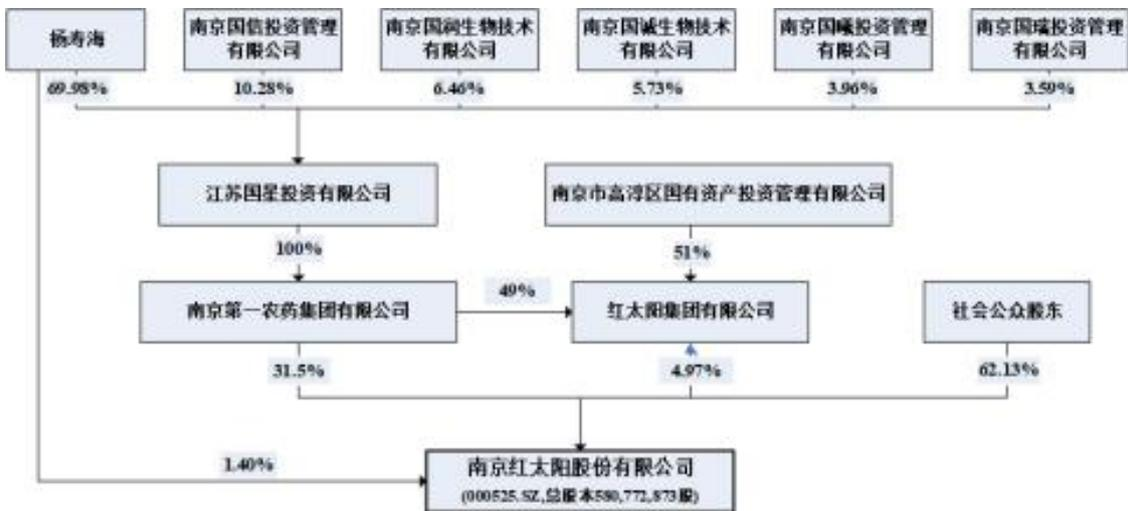 杨寿海
南京国信投资管理
有限公司
南京国润生物技术
有限公司
南京国诚生物技术
有限公司
南京国曦投资管理
有限公司
南京国瑞投资管理
有限公司
69.98%
10.28%
6.46%
5.73%
3.96%
3.59%
江苏国星投资有限公司
南京市高淳区国有资产投资管理有限公司
100%
51%
南京第一农药集团有限公司
49%
红太阳集团有限公司
社会公众股东
31.5%
4.97%
62.13%
1.40%
南京红太阳股份有限公司
(000525.SZ,总股本580,772,873股)